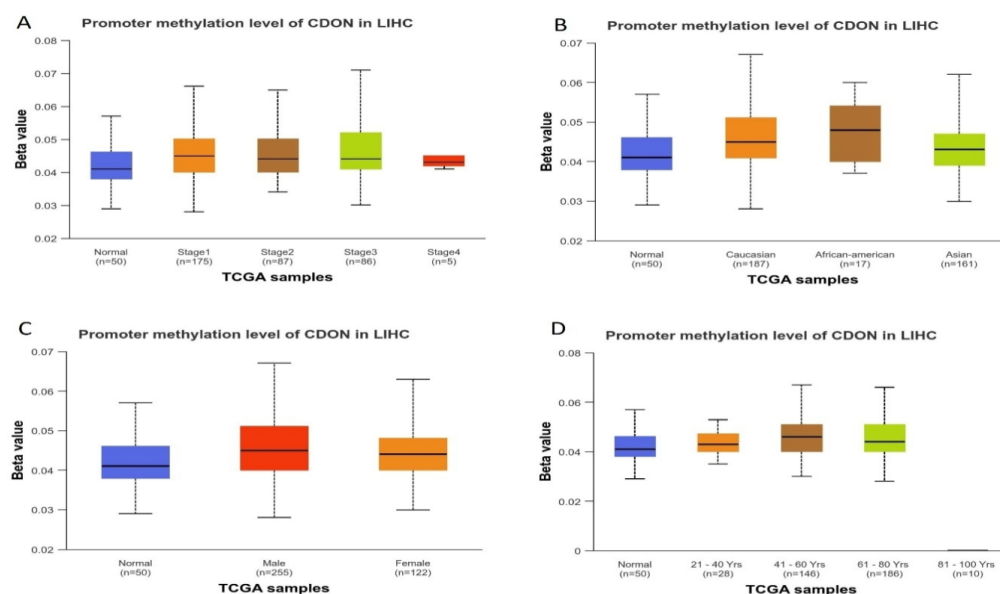 A
Promoter methylation level of CDON in LIHC
Beta value
0.08
0.07
0.06
0.05
0.04
0.03
0.02
Normal Stage1 Stage2 Stage3 Stage4
(n=50) (n=175) (n=87) (n=86) (n=5)
TCGA samples
B
Promoter methylation level of CDON in LIHC
Beta value
0.07
0.06
0.05
0.04
0.03
0.02
Normal Caucasian African-american Asian
(n=50) (n=187) (n=17) (n=161)
TCGA samples
C
Promoter methylation level of CDON in LIHC
Beta value
0.07
0.06
0.05
0.04
0.03
0.02
Normal Male Female
(n=50) (n=255) (n=122)
TCGA samples
D
Promoter methylation level of CDON in LIHC
Beta value
0.08
0.06
0.04
0.02
0
Normal 21 - 40 Yrs 41 - 60 Yrs 61 - 80 Yrs 81 - 100 Yrs
(n=50) (n=28) (n=146) (n=186) (n=10)
TCGA samples